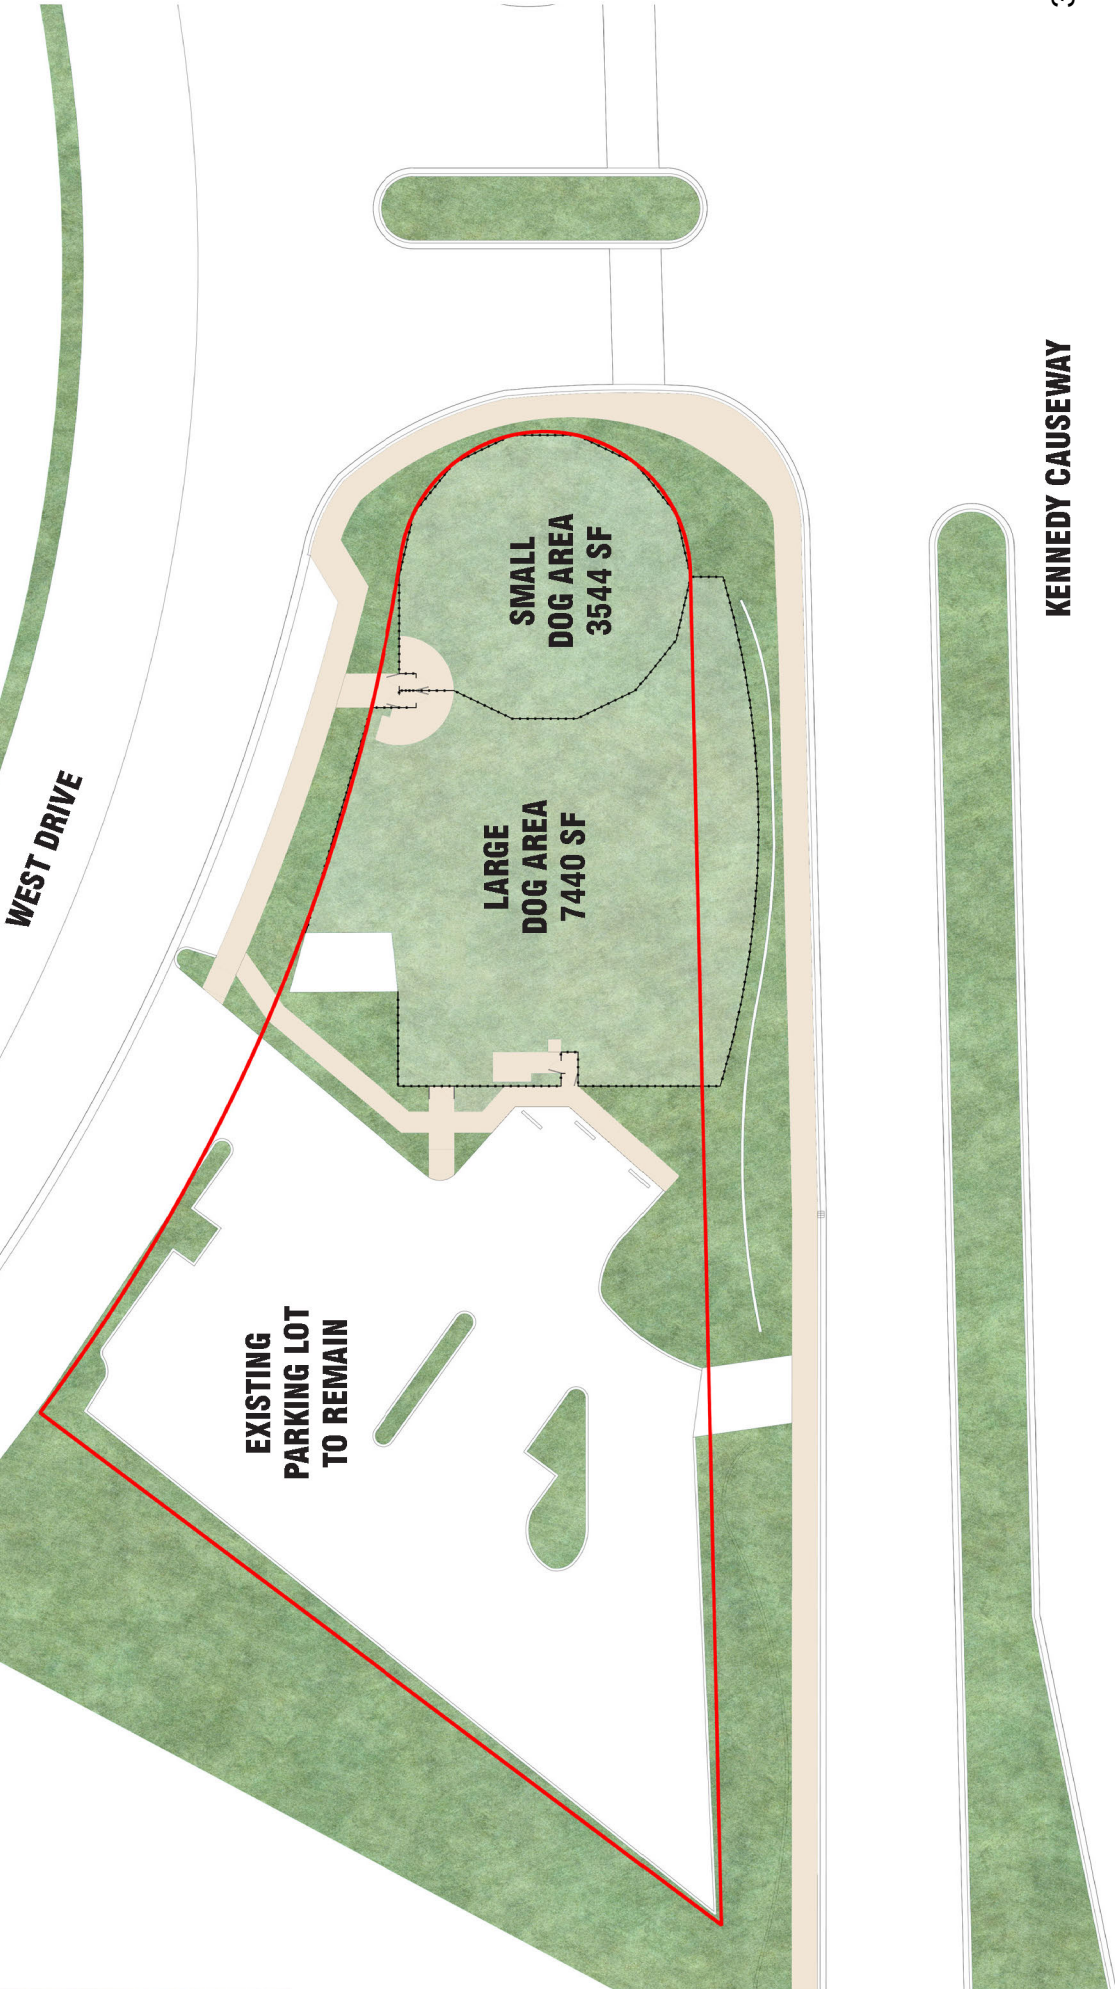 WEST DRIVE
EXISTING
PARKING LOT
TO REMAIN
LARGE
DOG AREA
7440 SF
SMALL
DOG AREA
3544 SF
KENNEDY CAUSEWAY